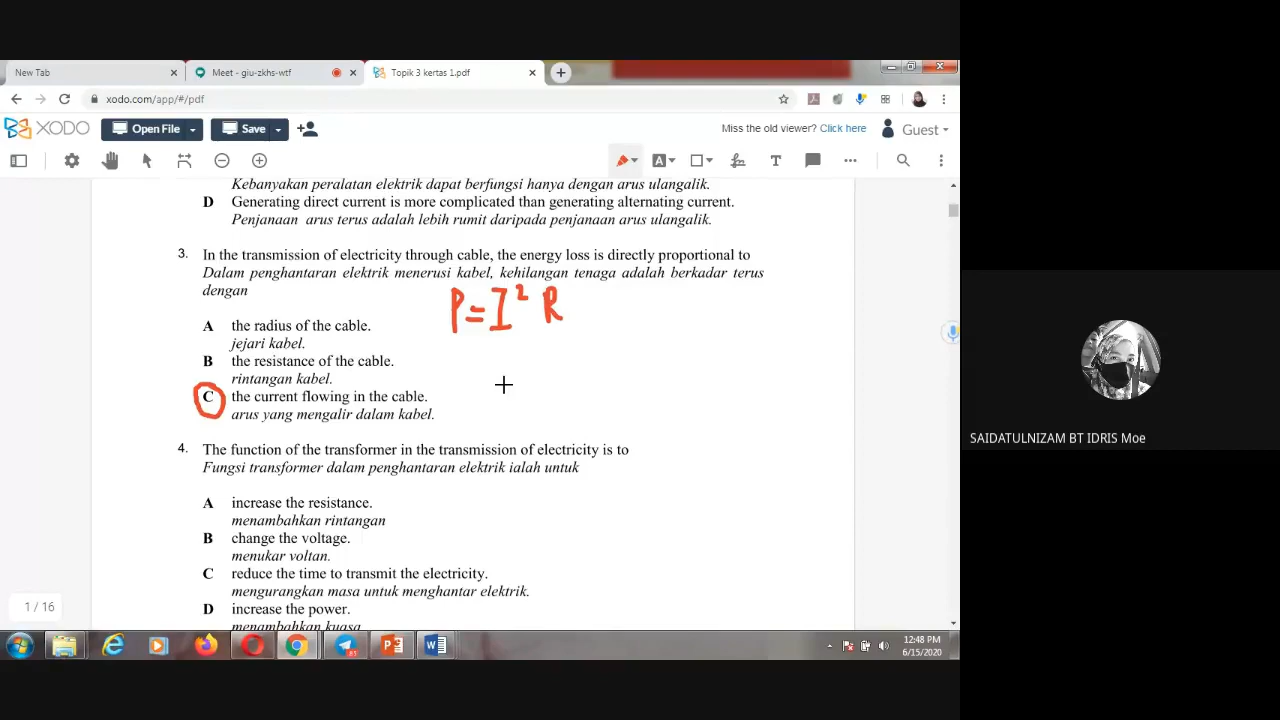 New Tab
Meet - giu-zkhs-wtf
Topik 3 kertas 1.pdf
xodo.com/app/#/pdf
XODO
Open File
Save
Miss the old viewer? Click here
Guest
Kebanyakan peralatan elektrik dapat berfungsi hanya dengan arus ulangalik.
D Generating direct current is more complicated than generating alternating current.
Penjanaan arus terus adalah lebih rumit daripada penjanaan arus ulangalik.
3. In the transmission of electricity through cable, the energy loss is directly proportional to
Dalam penghantaran elektrik menerusi kabel, kehilangan tenaga adalah berkadar terus
dengan
P=I² R
A the radius of the cable.
jejari kabel.
B the resistance of the cable.
rintangan kabel.
C the current flowing in the cable.
arus yang mengalir dalam kabel.
4. The function of the transformer in the transmission of electricity is to
Fungsi transformer dalam penghantaran elektrik ialah untuk
A increase the resistance.
menambahkan rintangan
B change the voltage.
menukar voltan.
C reduce the time to transmit the electricity.
mengurangkan masa untuk menghantar elektrik.
D increase the power.
menambahkan kuasa
1 / 16
SAIDATULNIZAM BT IDRIS Moe
12:48 PM
6/15/2020